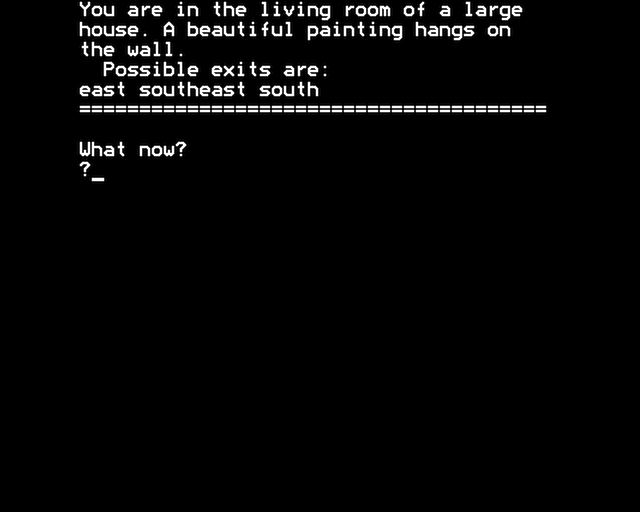 You are in the living room of a large
house. A beautiful painting hangs on
the wall.
  Possible exits are:
east southeast south
=======================================
What now?
?_